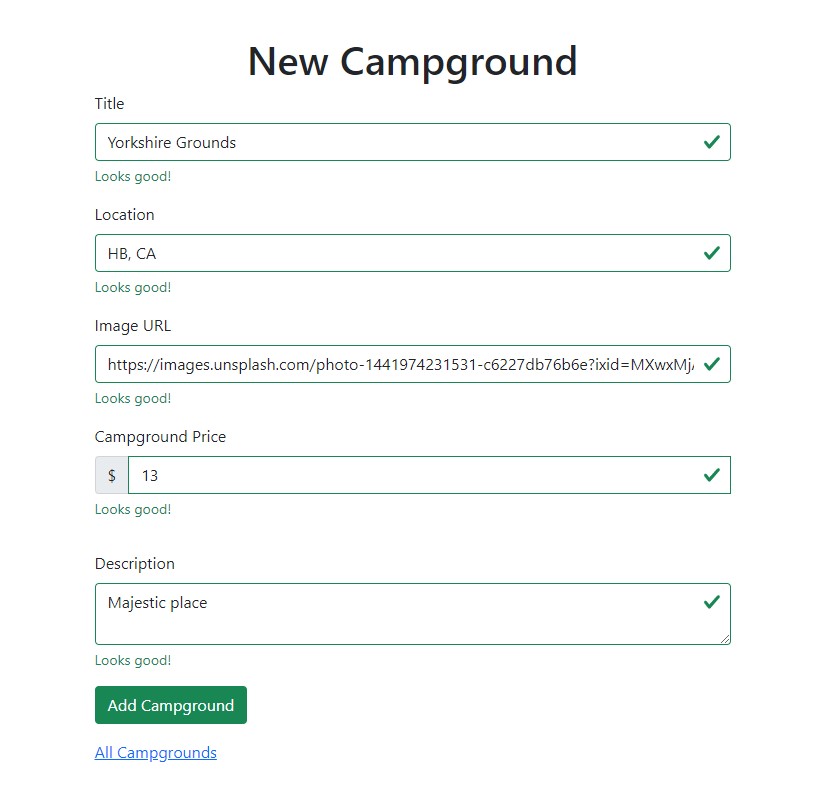 New Campground
Title
Yorkshire Grounds
Looks good!
Location
HB, CA
Looks good!
Image URL
https://images.unsplash.com/photo-1441974231531-c6227db76b6e?ixid=MXwxMjA
Looks good!
Campground Price
$ 13
Looks good!
Description
Majestic place
Looks good!
Add Campground
All Campgrounds